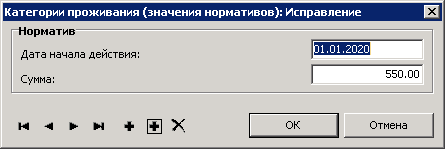 Категории проживания (значения нормативов): Исправление
Норматив
Дата начала действия:
01.01.2020
Сумма:
550.00
OK
Отмена